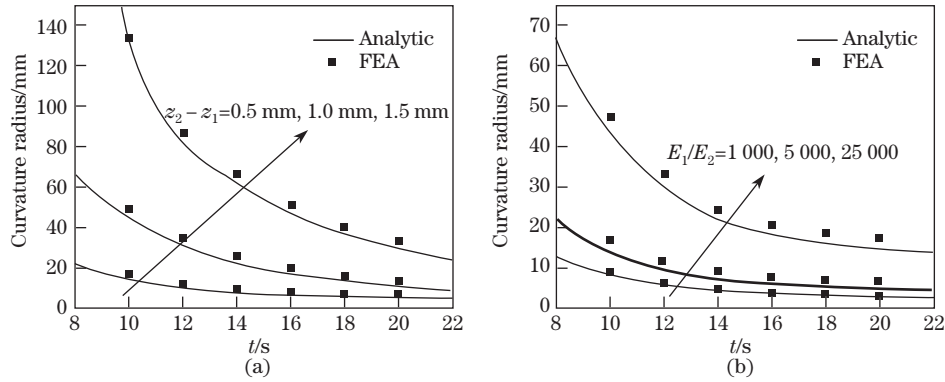 140
120
100
80
60
40
20
0
Curvature radius/mm
Analytic
FEA
z₂−z₁=0.5 mm, 1.0 mm, 1.5 mm
8 10 12 14 16 18 20 22
t/s
(a)
70
60
50
40
30
20
10
0
Curvature radius/mm
Analytic
FEA
E₁/E₂=1 000, 5 000, 25 000
8 10 12 14 16 18 20 22
t/s
(b)